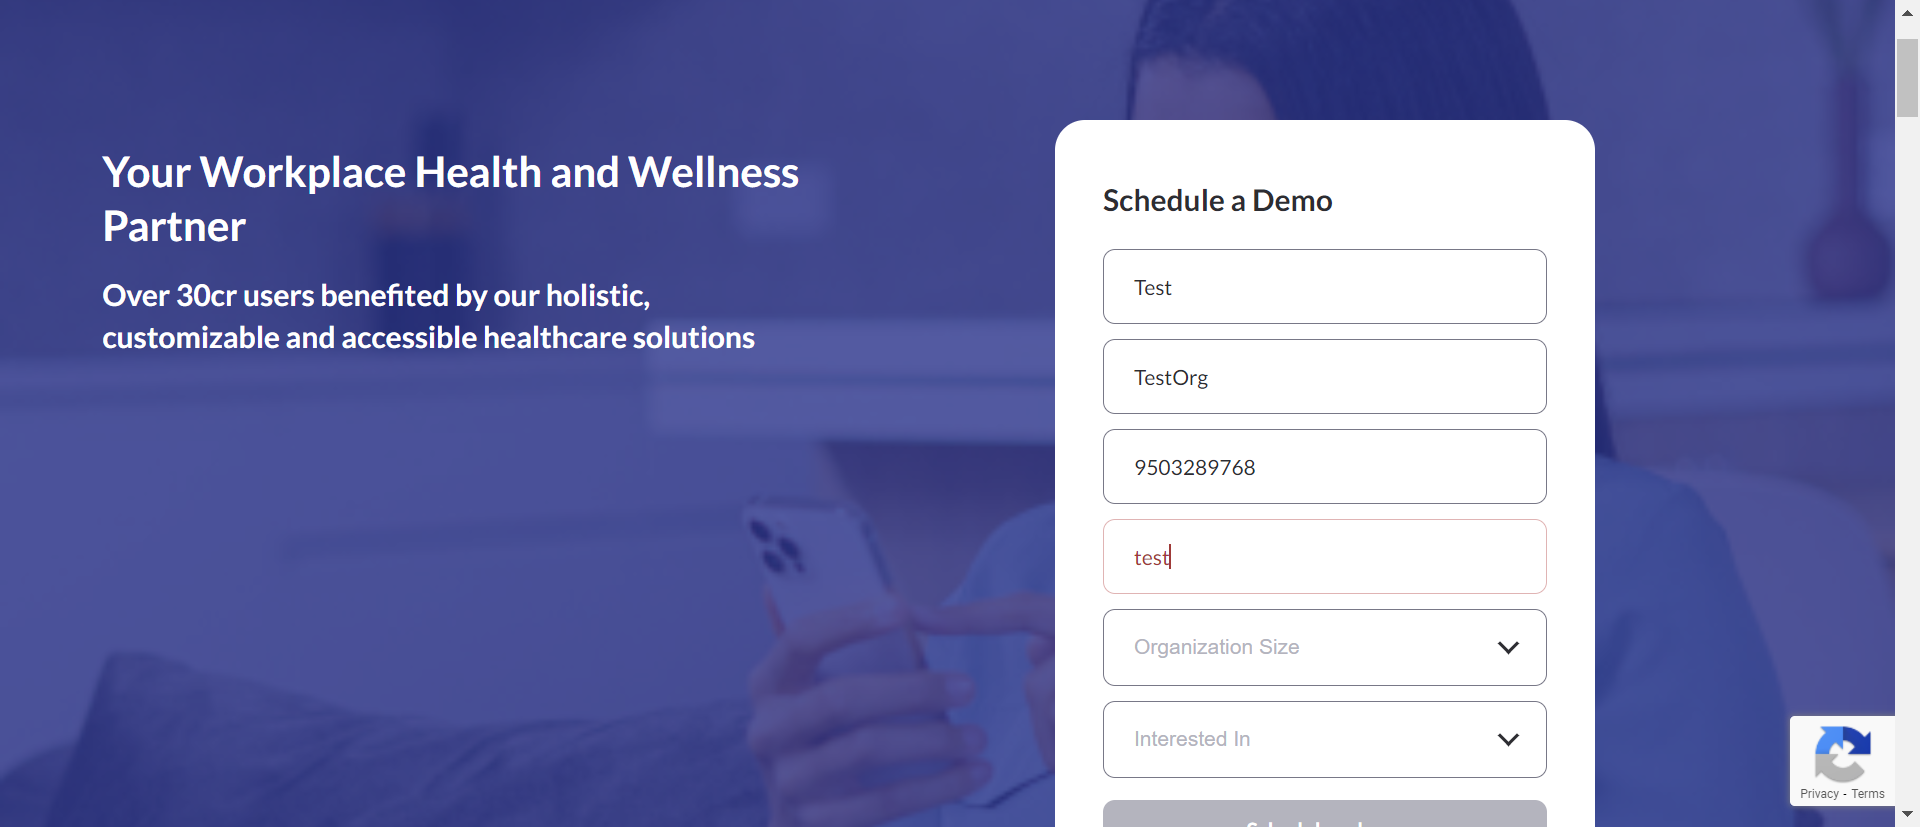 Your Workplace Health and Wellness
Partner
Over 30cr users benefited by our holistic,
customizable and accessible healthcare solutions
Schedule a Demo
Test
TestOrg
9503289768
test
Organization Size
Interested In
Privacy - Terms